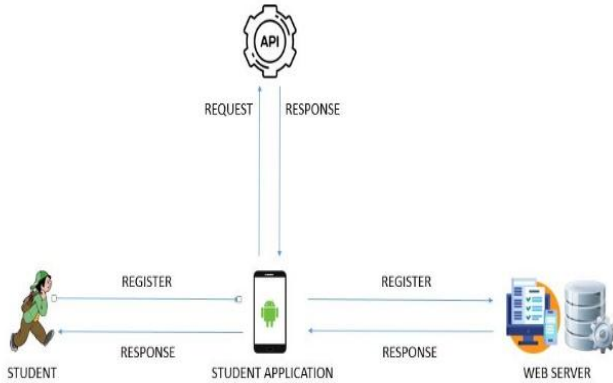 API
REQUEST
RESPONSE
REGISTER
REGISTER
RESPONSE
RESPONSE
STUDENT
STUDENT APPLICATION
WEB SERVER